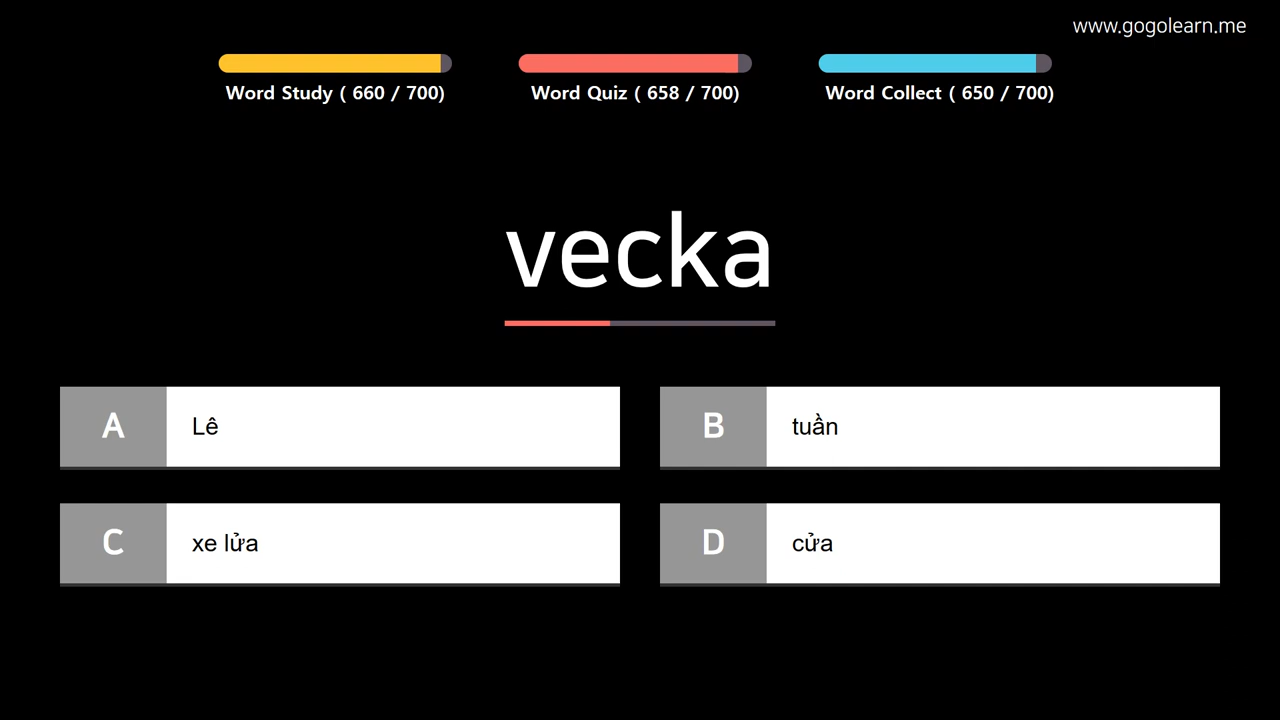 www.gogolearn.me
Word Study ( 660 / 700)
Word Quiz ( 658 / 700)
Word Collect ( 650 / 700)
vecka
A Lê
B tuần
C xe lửa
D cửa